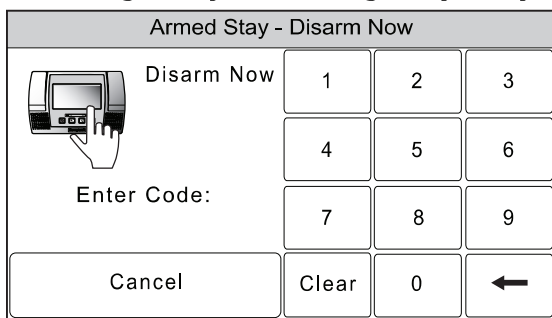 Armed Stay - Disarm Now
Disarm Now
1 2 3
4 5 6
Enter Code:
7 8 9
Cancel Clear 0